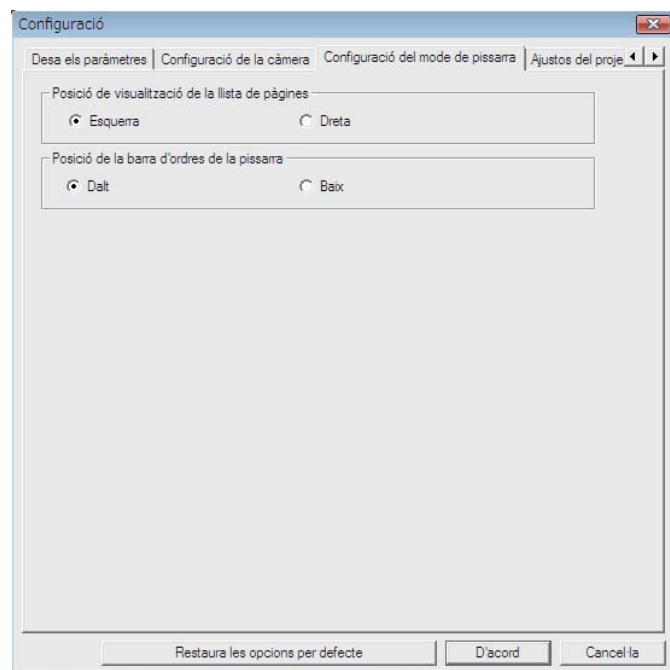 Configuració
Desa els paràmetres Configuració de la càmera Configuració del mode de pissarra Ajustos del proje
Posició de visualització de la llista de pàgines
Esquerra Dreta
Posició de la barra d'ordres de la pissarra
Dalt Baix
Restaura les opcions per defecte D'acord Cancel·la